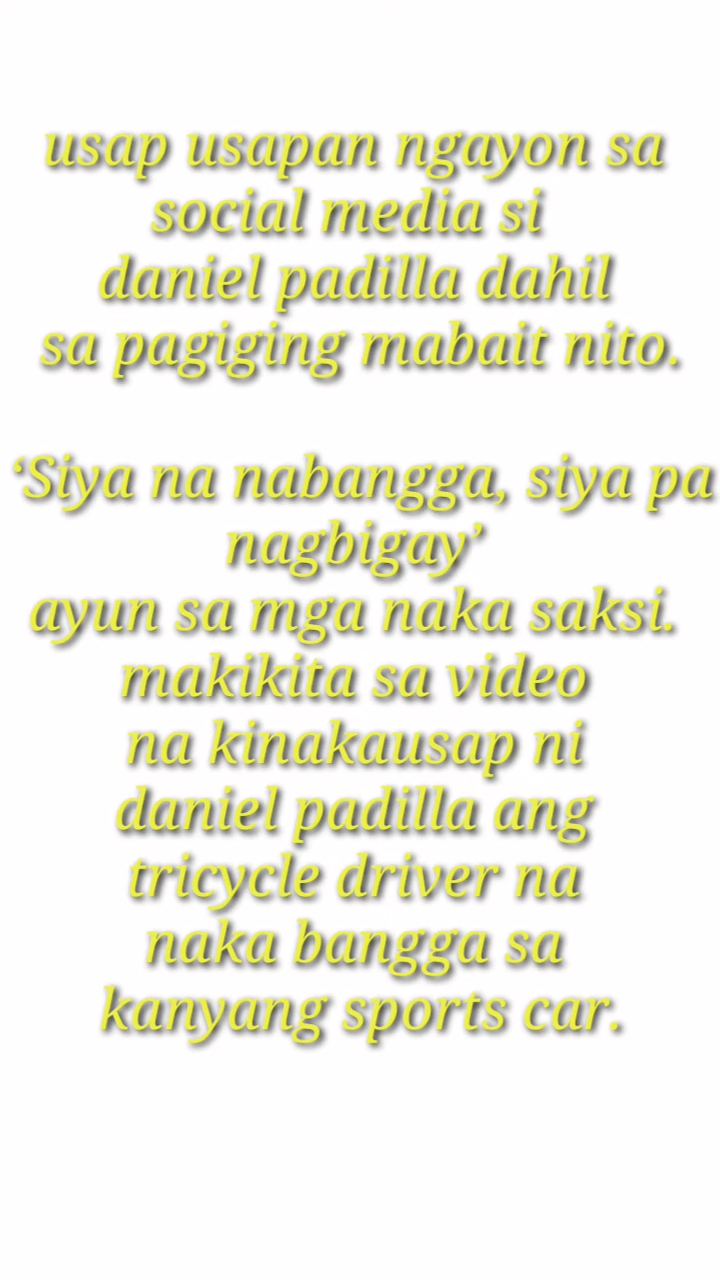 usap usapan ngayon sa
social media si
daniel padilla dahil
sa pagiging mabait nito.
‘Siya na nabangga, siya pa
nagbigay’
ayun sa mga naka saksi.
makikita sa video
na kinakausap ni
daniel padilla ang
tricycle driver na
naka bangga sa
kanyang sports car.